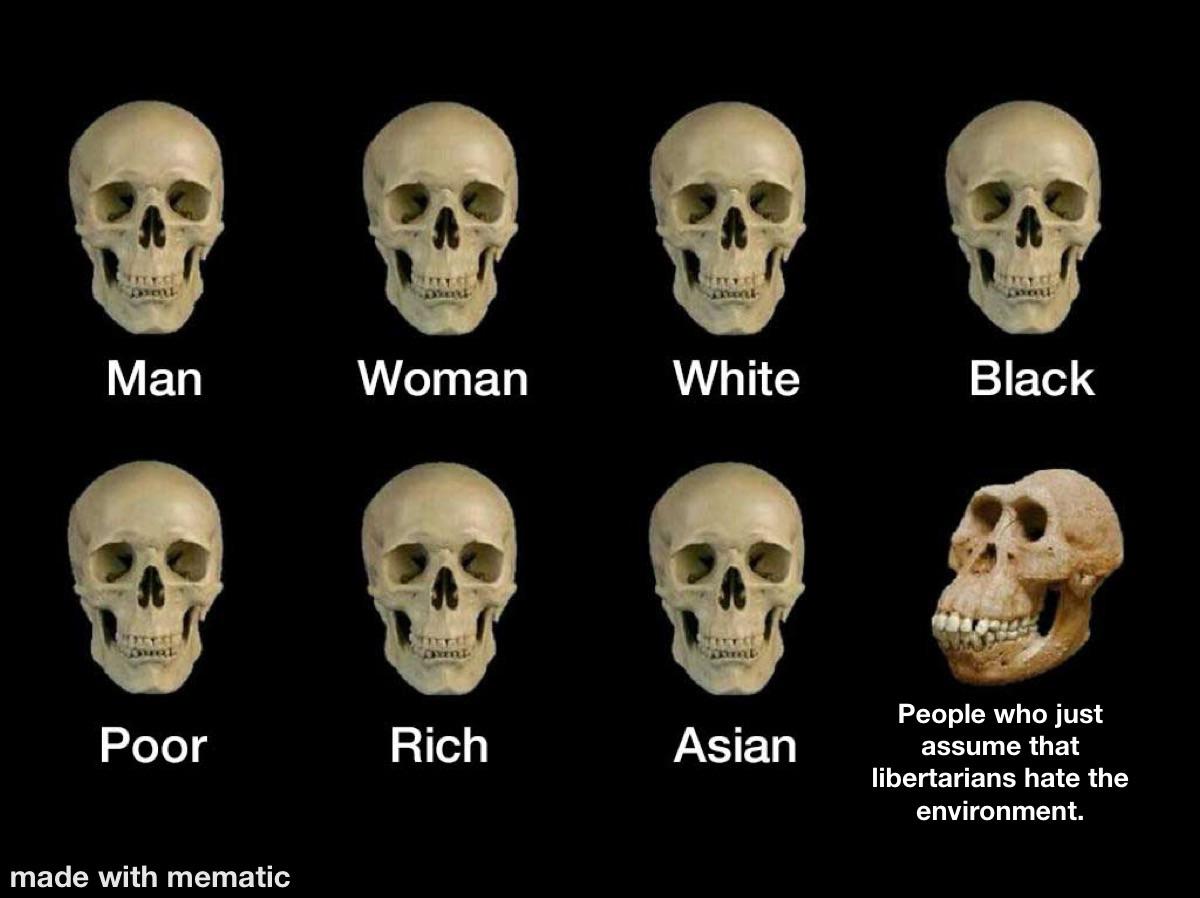 Man
Woman
White
Black
Poor
Rich
Asian
People who just
assume that
libertarians hate the
environment.
made with mematic